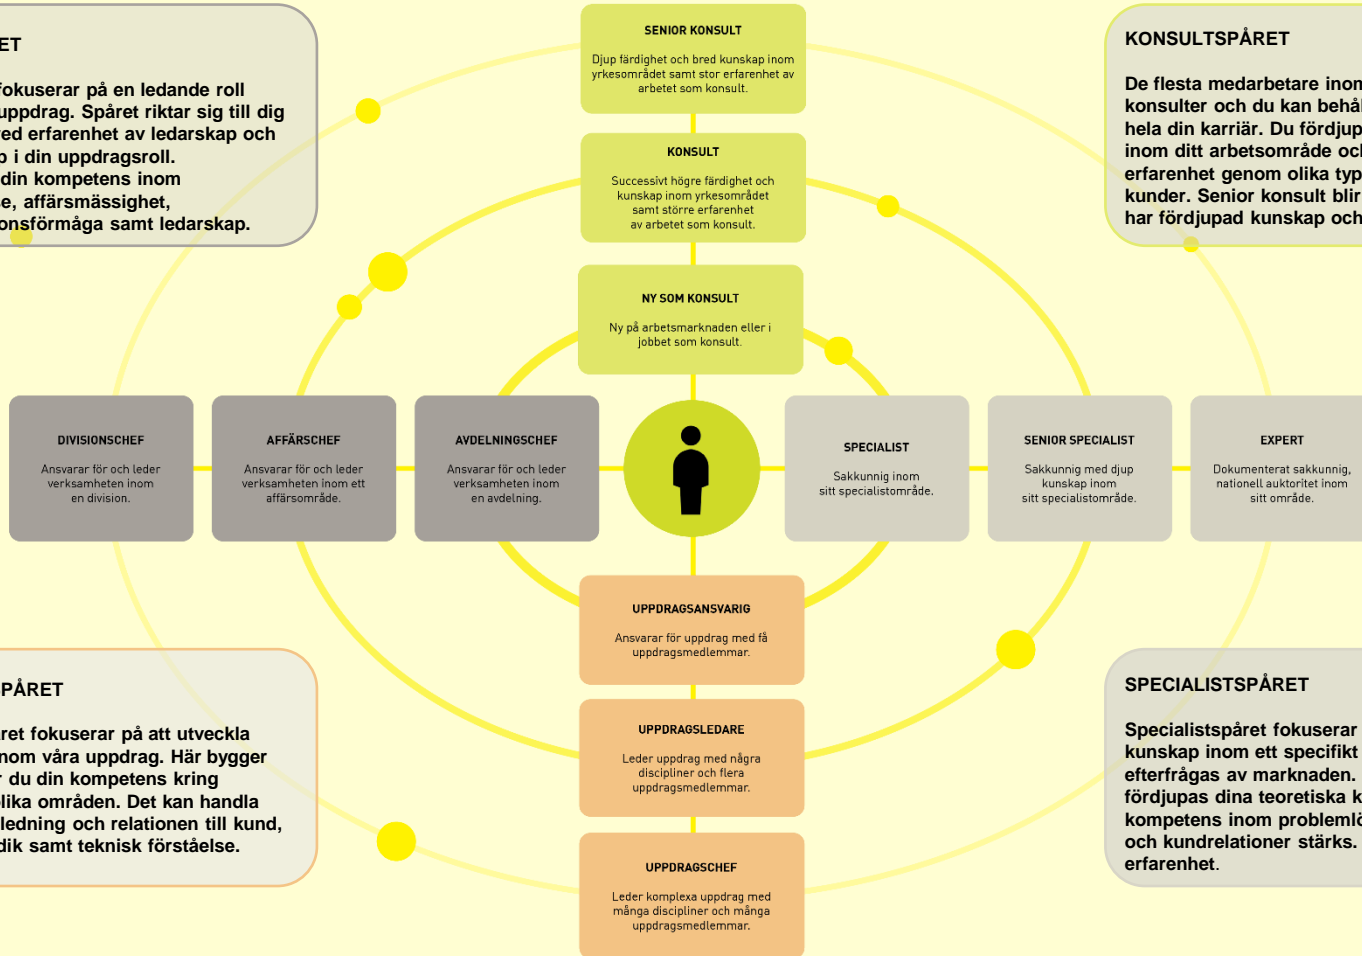 ET
fokuserar på en ledande roll
uppdrag. Spåret riktar sig till dig
red erfarenhet av ledarskap och
p i din uppdragsroll.
din kompetens inom
se, affärsmässighet,
onsförmåga samt ledarskap.
SENIOR KONSULT
Djup färdighet och bred kunskap inom
yrkesområdet samt stor erfarenhet av
arbetet som konsult.
KONSULT
Successivt högre färdighet och
kunskap inom yrkesområdet
samt större erfarenhet
av arbetet som konsult.
NY SOM KONSULT
Ny på arbetsmarknaden eller i
jobbet som konsult.
KONSULTSPÅRET
De flesta medarbetare inom
konsulter och du kan behål
hela din karriär. Du fördjup
inom ditt arbetsområde och
erfarenhet genom olika typ
kunder. Senior konsult blir
har fördjupad kunskap och
DIVISIONSCHEF
Ansvarar för och leder
verksamheten inom
en division.
AFFÄRSCHEF
Ansvarar för och leder
verksamheten inom ett
affärsområde.
AVDELNINGSCHEF
Ansvarar för och leder
verksamheten inom
en avdelning.
SPECIALIST
Sakkunnig inom
sitt specialistområde.
SENIOR SPECIALIST
Sakkunnig med djup
kunskap inom
sitt specialistområde.
EXPERT
Dokumenterat sakkunnig,
nationell auktoritet inom
sitt område.
PÅRET
ret fokuserar på att utveckla
nom våra uppdrag. Här bygger
r du din kompetens kring
olika områden. Det kan handla
ledning och relationen till kund,
dik samt teknisk förståelse.
UPPDRAGSANSVARIG
Ansvarar för uppdrag med få
uppdragsmedlemmar.
UPPDRAGSLEDARE
Leder uppdrag med några
discipliner och flera
uppdragsmedlemmar.
UPPDRAGSCHEF
Leder komplexa uppdrag med
många discipliner och många
uppdragsmedlemmar.
SPECIALISTSPÅRET
Specialistspåret fokuserar
kunskap inom ett specifikt
efterfrågas av marknaden.
fördjupas dina teoretiska k
kompetens inom problemlö
och kundrelationer stärks.
erfarenhet.